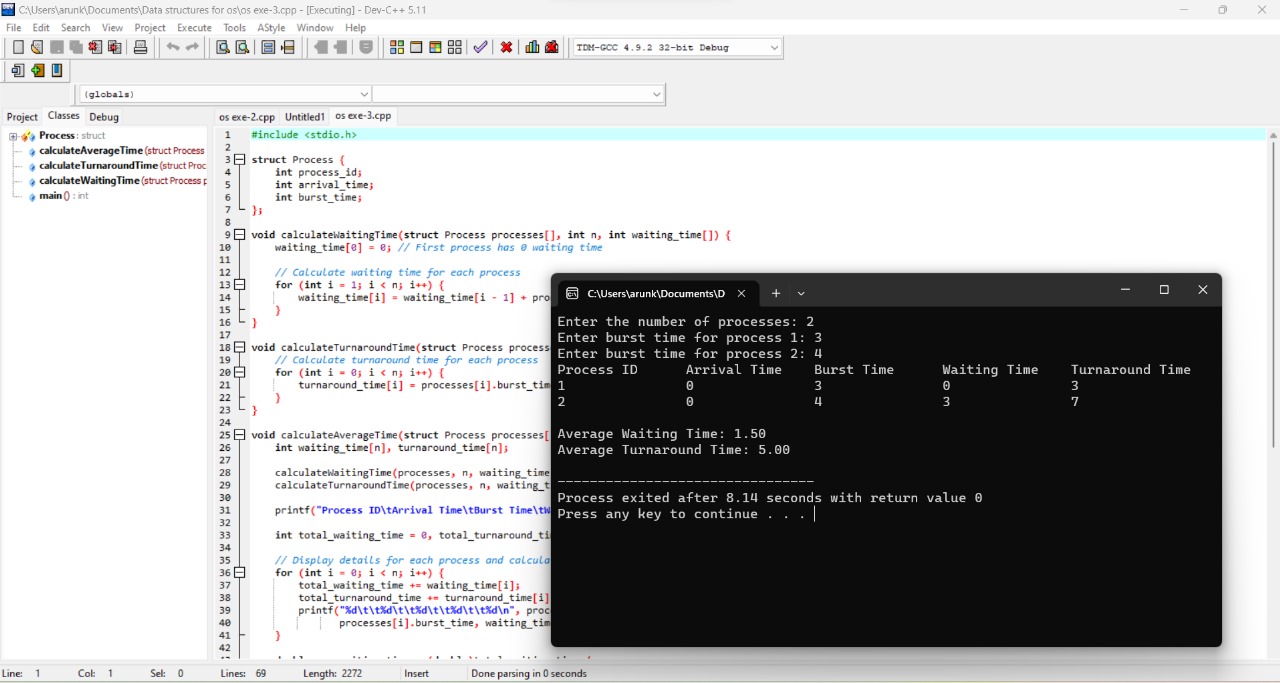 C:\Users\arunk\Documents\Data structures for os\os exe-3.cpp - [Executing] - Dev-C++ 5.11
File Edit Search View Project Execute Tools AStyle Window Help
TDM-GCC 4.9.2 32-bit Debug
(globals)
Project Classes Debug
os exe-2.cpp Untitled1 os exe-3.cpp
Process : struct
calculateAverageTime (struct Process
calculateTurnaroundTime (struct Proc
calculateWaitingTime (struct Process p
main () : int
1 #include <stdio.h>
2
3 struct Process {
4 int process_id;
5 int arrival_time;
6 int burst_time;
7 };
8
9 void calculateWaitingTime(struct Process processes[], int n, int waiting_time[]) {
10 waiting_time[0] = 0; // First process has 0 waiting time
11
12 // Calculate waiting time for each process
13 for (int i = 1; i < n; i++) {
14 waiting_time[i] = waiting_time[i - 1] + pro
15 }
16 }
17
18 void calculateTurnaroundTime(struct Process proces
19 // Calculate turnaround time for each process
20 for (int i = 0; i < n; i++) {
21 turnaround_time[i] = processes[i].burst_tim
22 }
23 }
24
25 void calculateAverageTime(struct Process processes[
26 int waiting_time[n], turnaround_time[n];
27
28 calculateWaitingTime(processes, n, waiting_time
29 calculateTurnaroundTime(processes, n, waiting_t
30
31 printf("Process ID\tArrival Time\tBurst Time\tW
32
33 int total_waiting_time = 0, total_turnaround_ti
34
35 // Display details for each process and calcula
36 for (int i = 0; i < n; i++) {
37 total_waiting_time += waiting_time[i];
38 total_turnaround_time += turnaround_time[i]
39 printf("%d\t\t%d\t\t%d\t\t%d\t\t%d\n", proc
40 processes[i].burst_time, waiting_tim
41 }
42
C:\Users\arunk\Documents\D
Enter the number of processes: 2
Enter burst time for process 1: 3
Enter burst time for process 2: 4
Process ID Arrival Time Burst Time Waiting Time Turnaround Time
1 0 3 0 3
2 0 4 3 7
Average Waiting Time: 1.50
Average Turnaround Time: 5.00
--------------------------------
Process exited after 8.14 seconds with return value 0
Press any key to continue . . .
Line: 1 Col: 1 Sel: 0 Lines: 69 Length: 2272 Insert Done parsing in 0 seconds